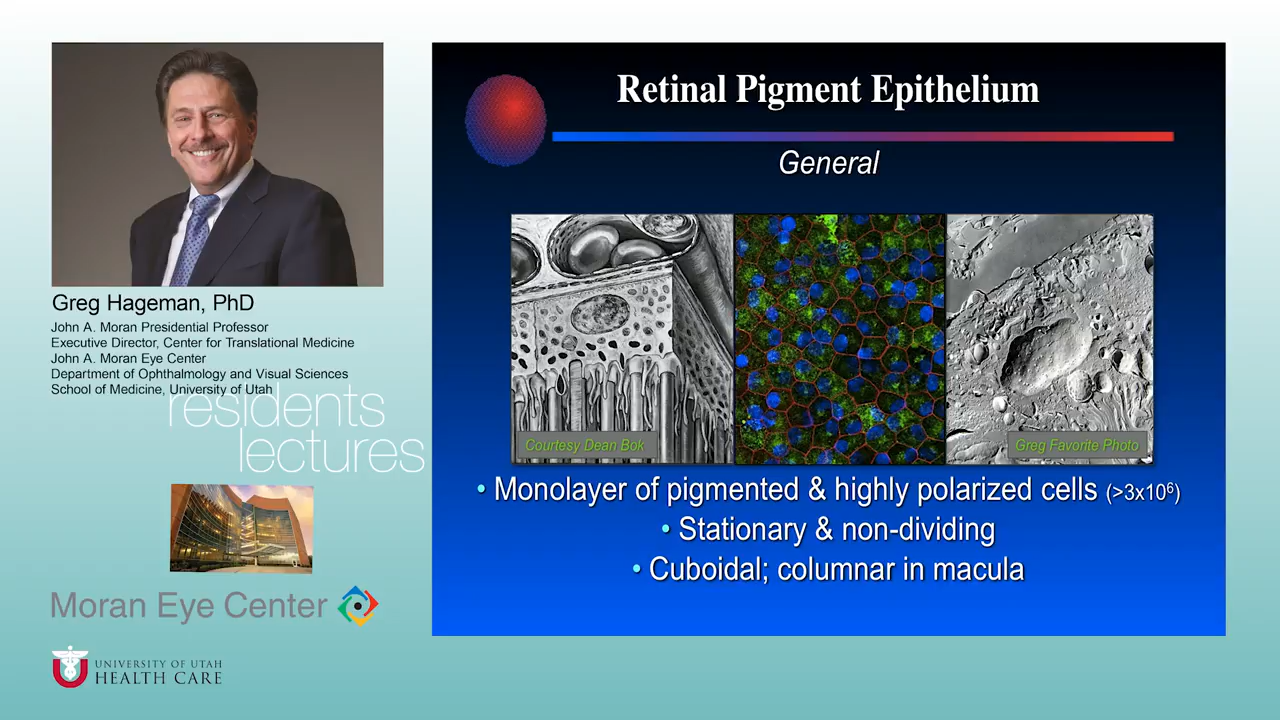 Greg Hageman, PhD
John A. Moran Presidential Professor
Executive Director, Center for Translational Medicine
John A. Moran Eye Center
Department of Ophthalmology and Visual Sciences
School of Medicine, University of Utah
residents
lectures
Moran Eye Center
UNIVERSITY OF UTAH
HEALTH CARE
Retinal Pigment Epithelium
General
Courtesy Dean Bok
Greg Favorite Photo
• Monolayer of pigmented & highly polarized cells (>3x10⁶)
• Stationary & non-dividing
• Cuboidal; columnar in macula